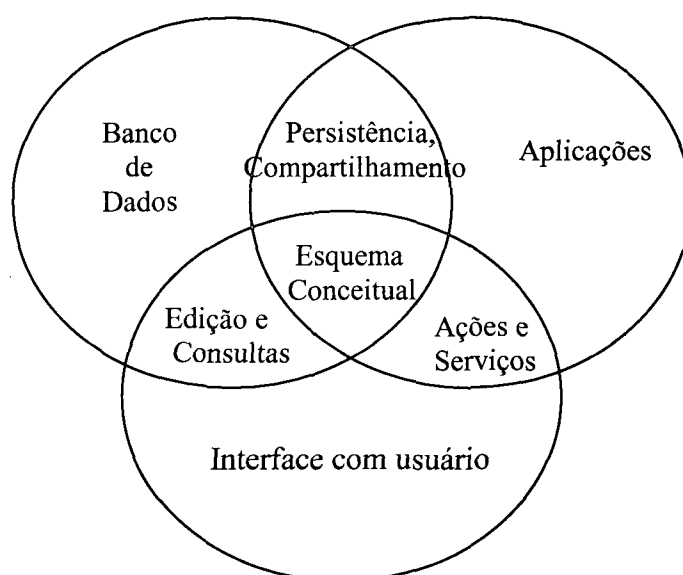 Banco
de
Dados
Persistência,
Compartilhamento
Aplicações
Esquema
Conceitual
Edição e
Consultas
Ações e
Serviços
Interface com usuário